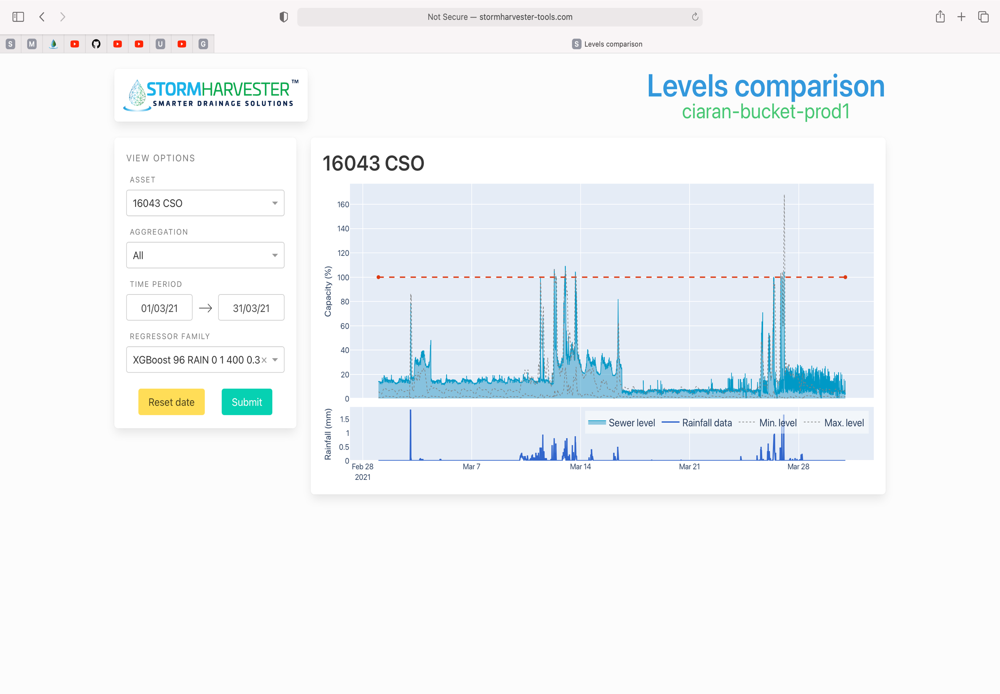 Not Secure — stormharvester-tools.com
S
M
U
G
S Levels comparison
STORMHARVESTER™
SMARTER DRAINAGE SOLUTIONS
Levels comparison
ciaran-bucket-prod1
VIEW OPTIONS
ASSET
16043 CSO
AGGREGATION
All
TIME PERIOD
01/03/21 → 31/03/21
REGRESSOR FAMILY
XGBoost 96 RAIN 0 1 400 0.3 ×
Reset date
Submit
16043 CSO
Capacity (%)
160
140
120
100
80
60
40
20
0
Rainfall (mm)
1.5
1
0.5
0
Sewer level Rainfall data Min. level Max. level
Feb 28 Mar 7 Mar 14 Mar 21 Mar 28
2021